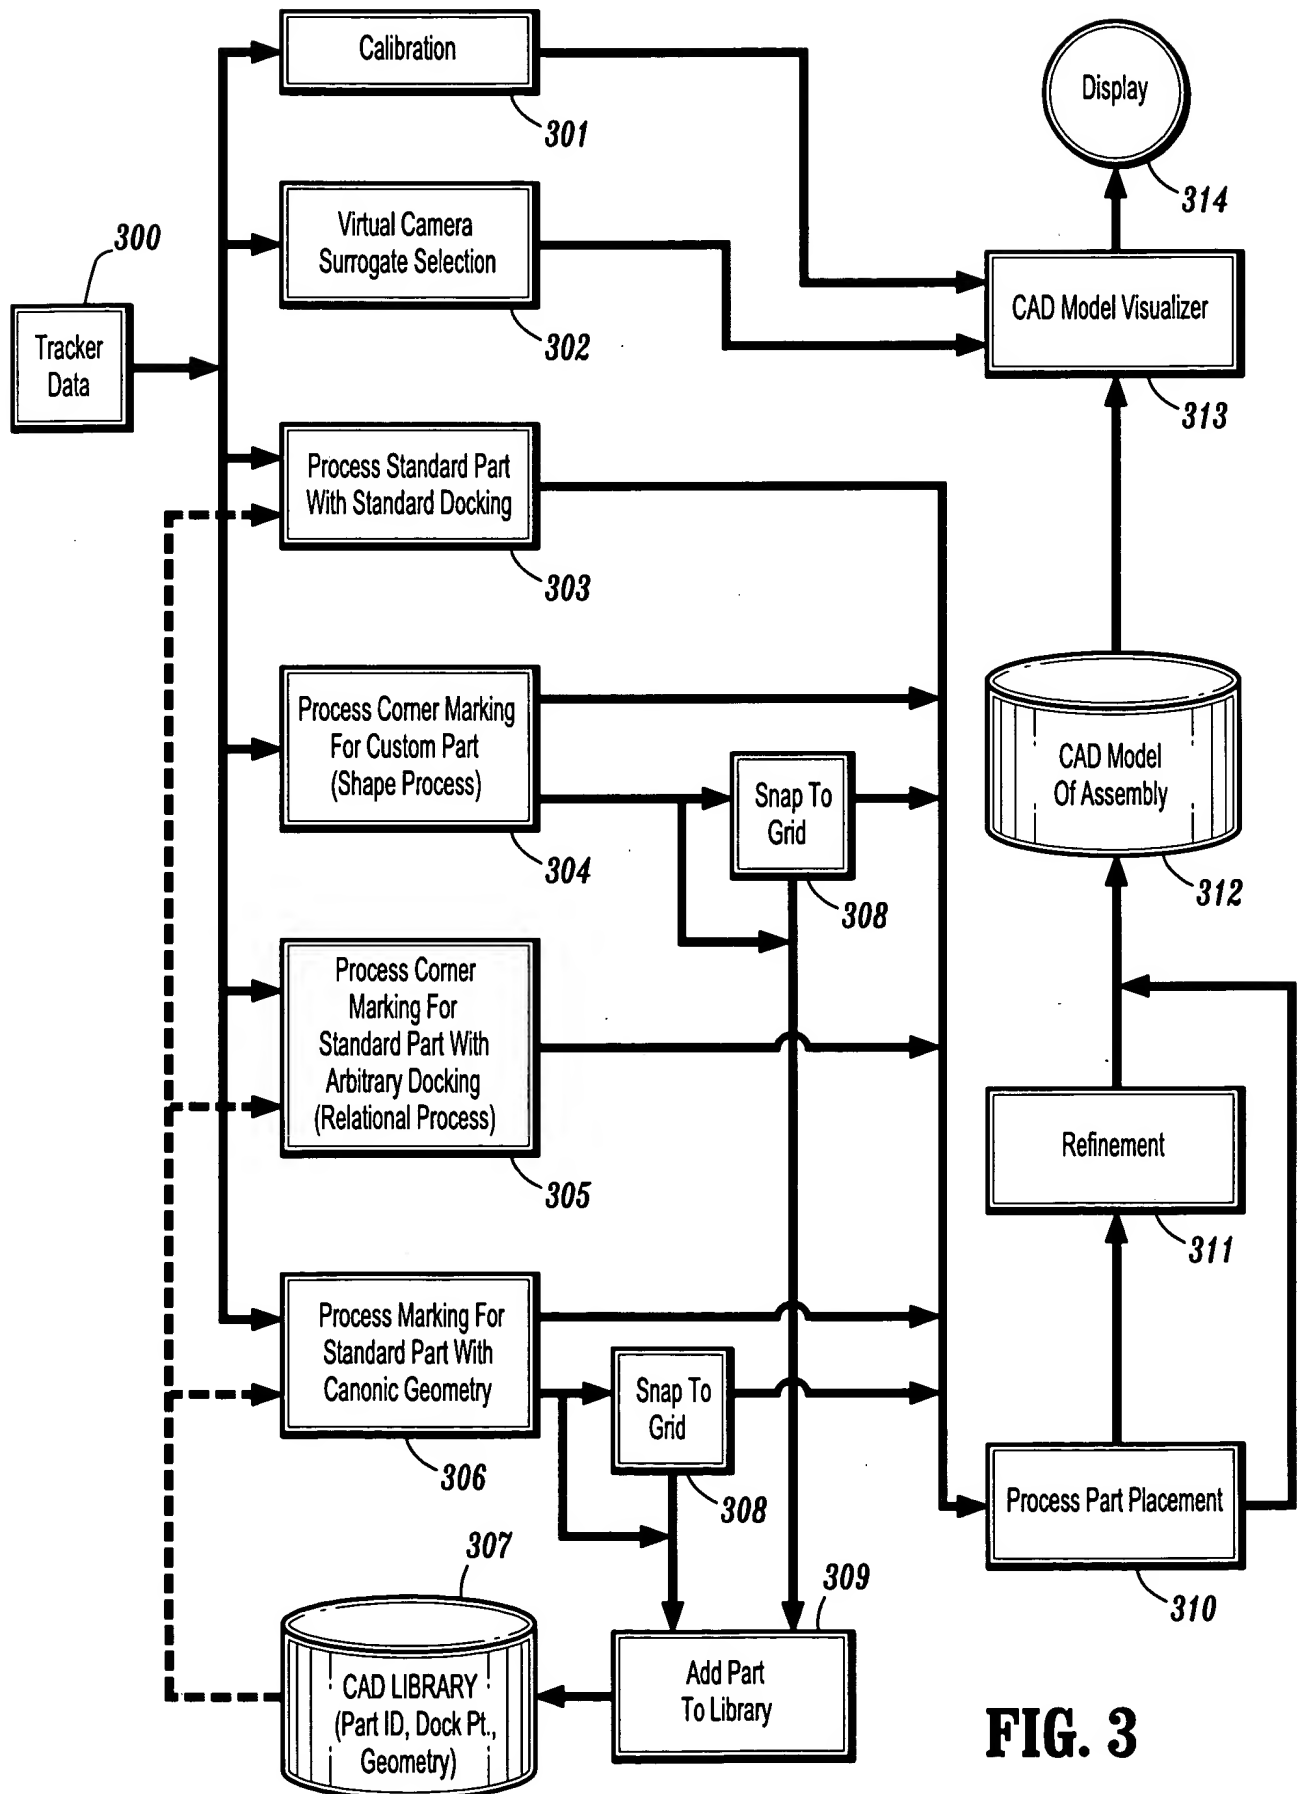 Calibration
301
Display
314
Virtual Camera
Surrogate Selection
302
300
Tracker
Data
CAD Model Visualizer
313
Process Standard Part
With Standard Docking
303
Process Corner Marking
For Custom Part
(Shape Process)
304
Snap To
Grid
308
CAD Model
Of Assembly
312
Process Corner
Marking For
Standard Part With
Arbitrary Docking
(Relational Process)
305
Refinement
311
Process Marking For
Standard Part With
Canonic Geometry
306
Snap To
Grid
308
Process Part Placement
310
307
CAD LIBRARY
(Part ID, Dock Pt.,
Geometry)
309
Add Part
To Library
FIG. 3